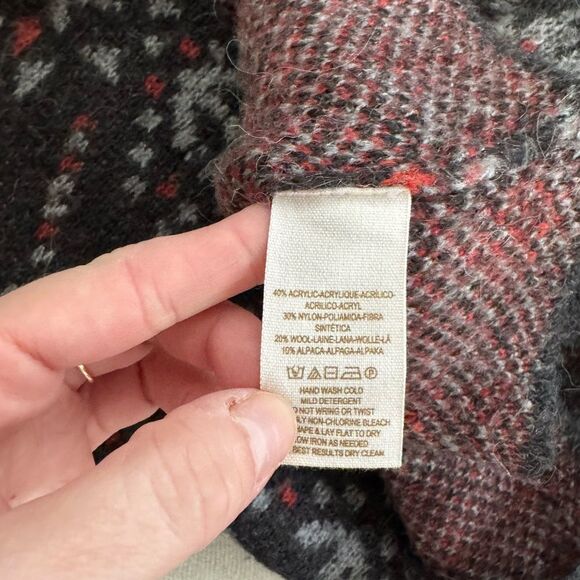 40% ACRYLIC-ACRYLIQUE-ACRILICO-
ACRILICO-ACRYL
30% NYLON-POLIAMIDA-FIBRA
SINTÉTICA
20% WOOL-LAINE-LANA-WOLLE-LÃ
10% ALPACA-ALPAGA-ALPAKA
HAND WASH COLD
MILD DETERGENT
NOT WRING OR TWIST
NON-CHLORINE BLEACH
& LAY FLAT TO DRY
IRON AS NEEDED
BEST RESULTS DRY CLEAN